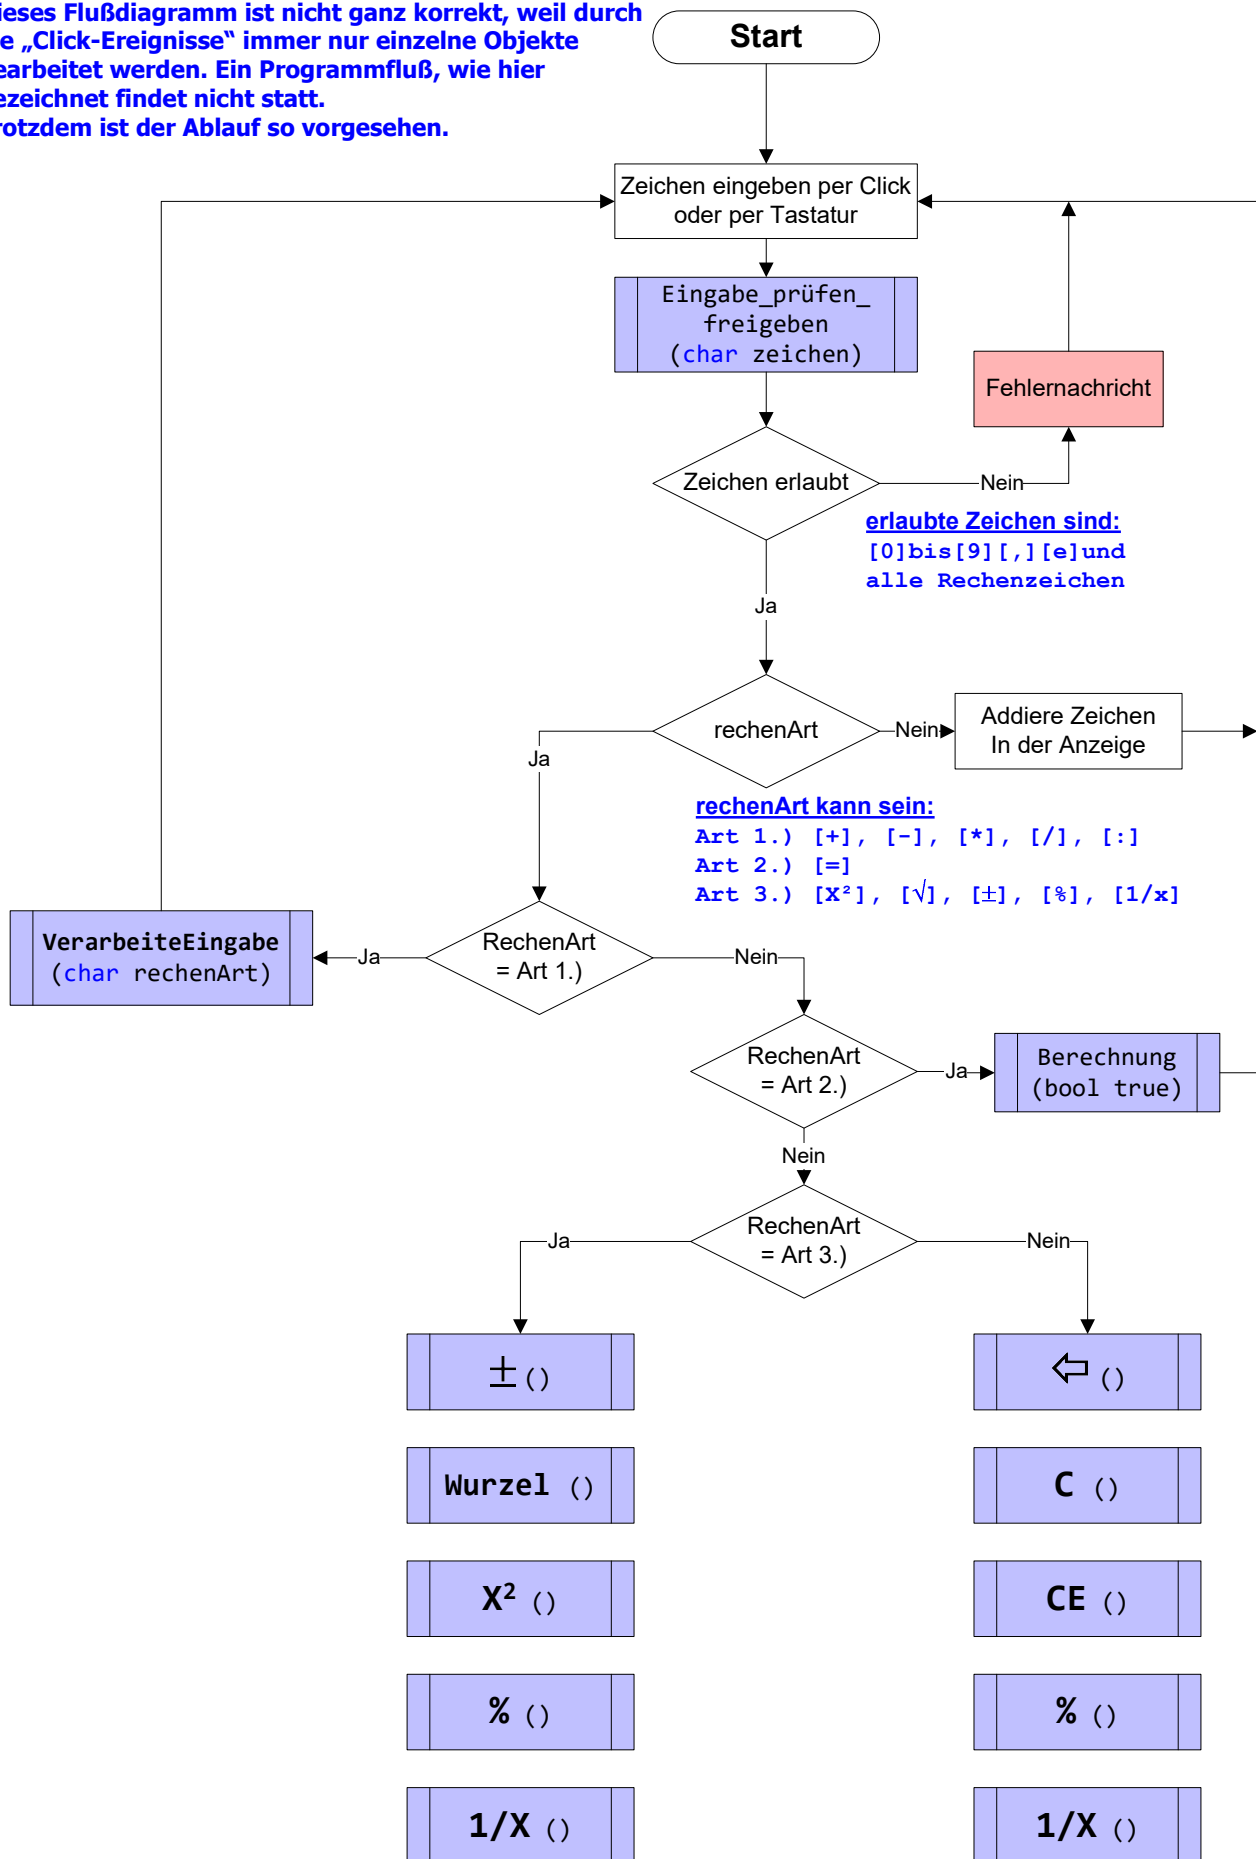 ieses Flußdiagramm ist nicht ganz korrekt, weil durch
e „Click-Ereignisse“ immer nur einzelne Objekte
earbeitet werden. Ein Programmfluß, wie hier
ezeichnet findet nicht statt.
rotzdem ist der Ablauf so vorgesehen.
Start
Zeichen eingeben per Click
oder per Tastatur
Eingabe_prüfen_
freigeben
(char zeichen)
Fehlernachricht
Zeichen erlaubt
Nein
erlaubte Zeichen sind:
[0]bis[9][,][e]und
alle Rechenzeichen
Ja
rechenArt
Nein
Addiere Zeichen
In der Anzeige
Ja
rechenArt kann sein:
Art 1.) [+], [-], [*], [/], [:]
Art 2.) [=]
Art 3.) [X²], [√], [±], [%], [1/x]
VerarbeiteEingabe
(char rechenArt)
Ja
RechenArt
= Art 1.)
Nein
RechenArt
= Art 2.)
Ja
Berechnung
(bool true)
Nein
RechenArt
= Art 3.)
Ja
Nein
± ()
⇦ ()
Wurzel ()
C ()
X² ()
CE ()
% ()
% ()
1/X ()
1/X ()